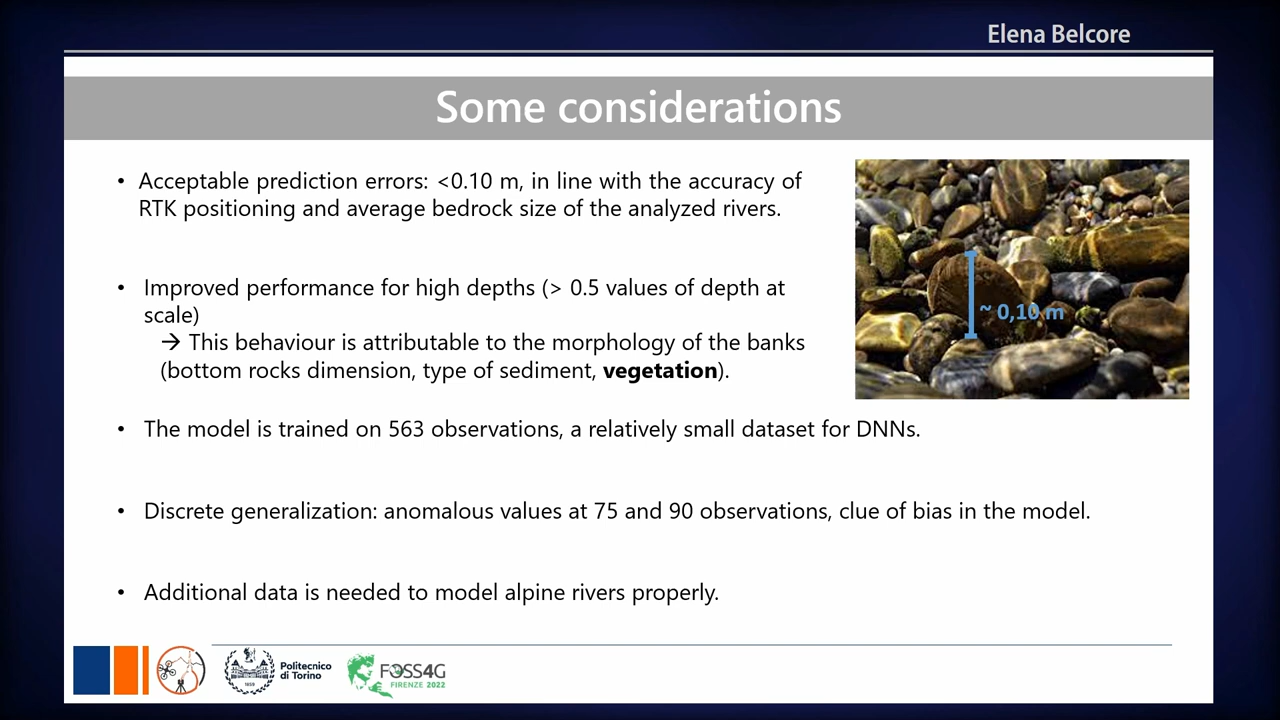 Elena Belcore
Some considerations
• Acceptable prediction errors: <0.10 m, in line with the accuracy of
RTK positioning and average bedrock size of the analyzed rivers.
~ 0,10 m
• Improved performance for high depths (> 0.5 values of depth at
scale)
→ This behaviour is attributable to the morphology of the banks
(bottom rocks dimension, type of sediment, vegetation).
• The model is trained on 563 observations, a relatively small dataset for DNNs.
• Discrete generalization: anomalous values at 75 and 90 observations, clue of bias in the model.
• Additional data is needed to model alpine rivers properly.
Politecnico
di Torino
FOSS4G
FIRENZE 2022